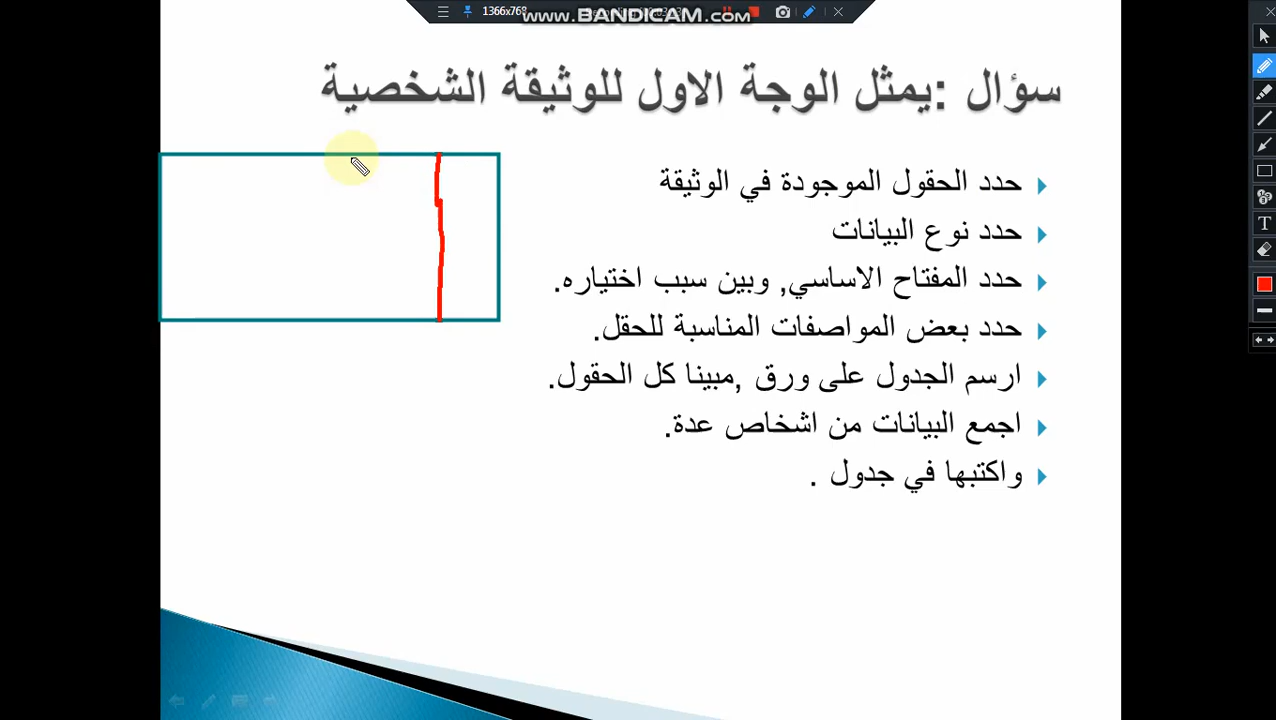 1366x768
www.BANDICAM.com
سؤال :يمثل الوجة الاول للوثيقة الشخصية
حدد الحقول الموجودة في الوثيقة
حدد نوع البيانات
حدد المفتاح الاساسي, وبين سبب اختياره.
حدد بعض المواصفات المناسبة للحقل.
ارسم الجدول على ورق ,مبينا كل الحقول.
اجمع البيانات من اشخاص عدة.
واكتبها في جدول .